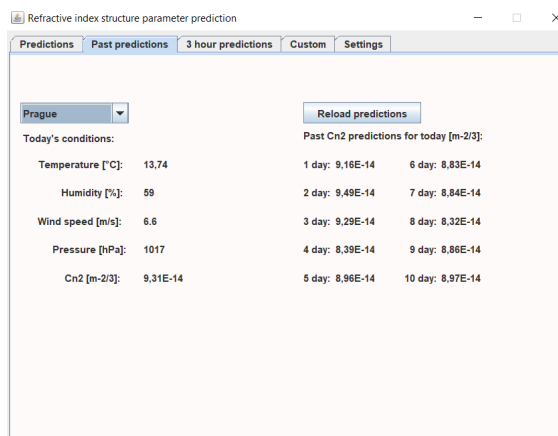 Refractive index structure parameter prediction
Predictions Past predictions 3 hour predictions Custom Settings
Prague
Reload predictions
Today's conditions:
Past Cn2 predictions for today [m-2/3]:
Temperature [°C]: 13,74
1 day: 9,16E-14 6 day: 8,83E-14
Humidity [%]: 59
2 day: 9,49E-14 7 day: 8,84E-14
Wind speed [m/s]: 6.6
3 day: 9,29E-14 8 day: 8,32E-14
Pressure [hPa]: 1017
4 day: 8,39E-14 9 day: 8,86E-14
Cn2 [m-2/3]: 9,31E-14
5 day: 8,96E-14 10 day: 8,97E-14